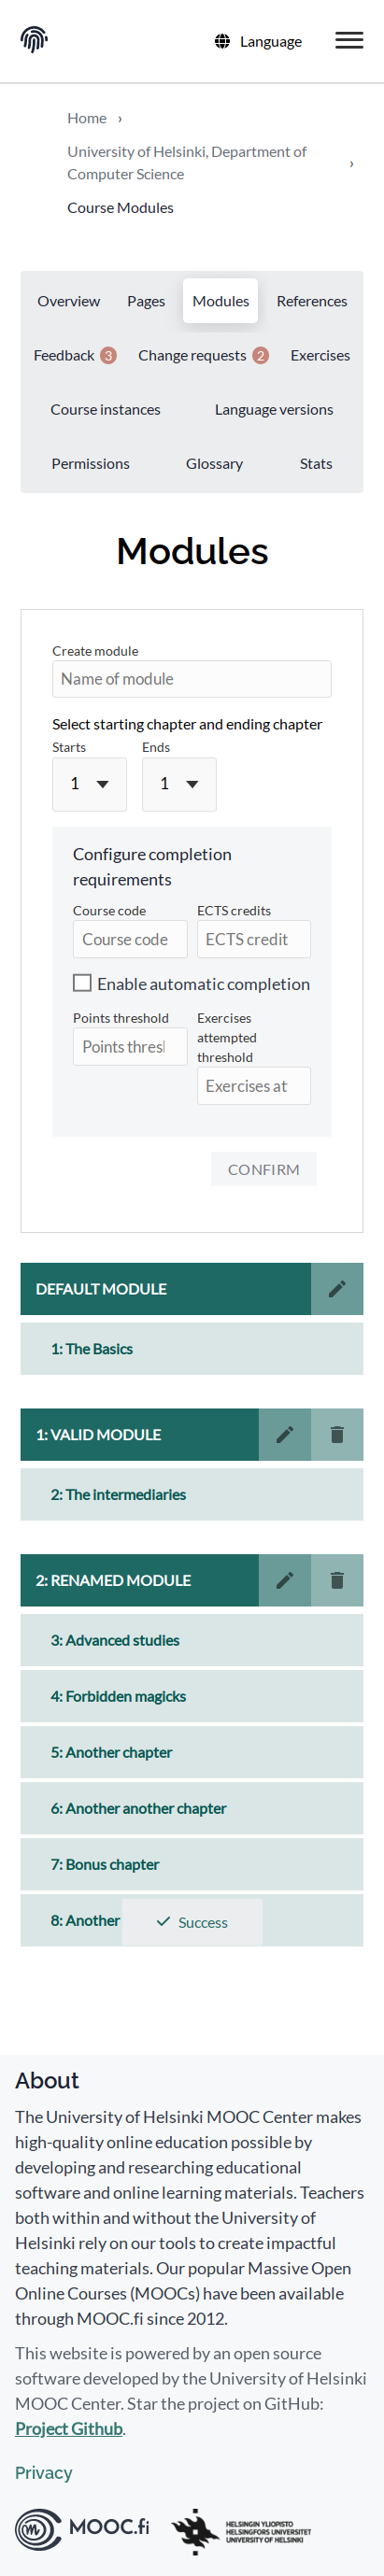 Language
Home ›
University of Helsinki, Department of
Computer Science ›
Course Modules
Overview Pages Modules References
Feedback 3 Change requests 2 Exercises
Course instances Language versions
Permissions Glossary Stats
Modules
Create module
Name of module
Select starting chapter and ending chapter
Starts Ends
1 1
Configure completion
requirements
Course code ECTS credits
Course code ECTS credit
Enable automatic completion
Points threshold Exercises
attempted
threshold
Points thres
Exercises at
CONFIRM
DEFAULT MODULE
1: The Basics
1: VALID MODULE
2: The intermediaries
2: RENAMED MODULE
3: Advanced studies
4: Forbidden magicks
5: Another chapter
6: Another another chapter
7: Bonus chapter
8: Another
Success
About
The University of Helsinki MOOC Center makes
high-quality online education possible by
developing and researching educational
software and online learning materials. Teachers
both within and without the University of
Helsinki rely on our tools to create impactful
teaching materials. Our popular Massive Open
Online Courses (MOOCs) have been available
through MOOC.fi since 2012.
This website is powered by an open source
software developed by the University of Helsinki
MOOC Center. Star the project on GitHub:
Project Github.
Privacy
MOOC.fi
HELSINGIN YLIOPISTO
HELSINGFORS UNIVERSITET
UNIVERSITY OF HELSINKI